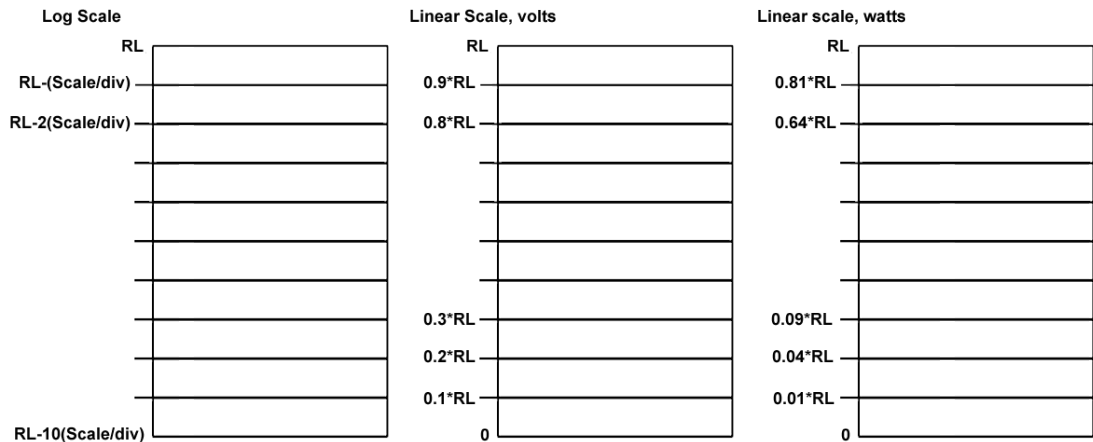 Log Scale
RL
RL-(Scale/div)
RL-2(Scale/div)
RL-10(Scale/div)
Linear Scale, volts
RL
0.9*RL
0.8*RL
0.3*RL
0.2*RL
0.1*RL
0
Linear scale, watts
RL
0.81*RL
0.64*RL
0.09*RL
0.04*RL
0.01*RL
0